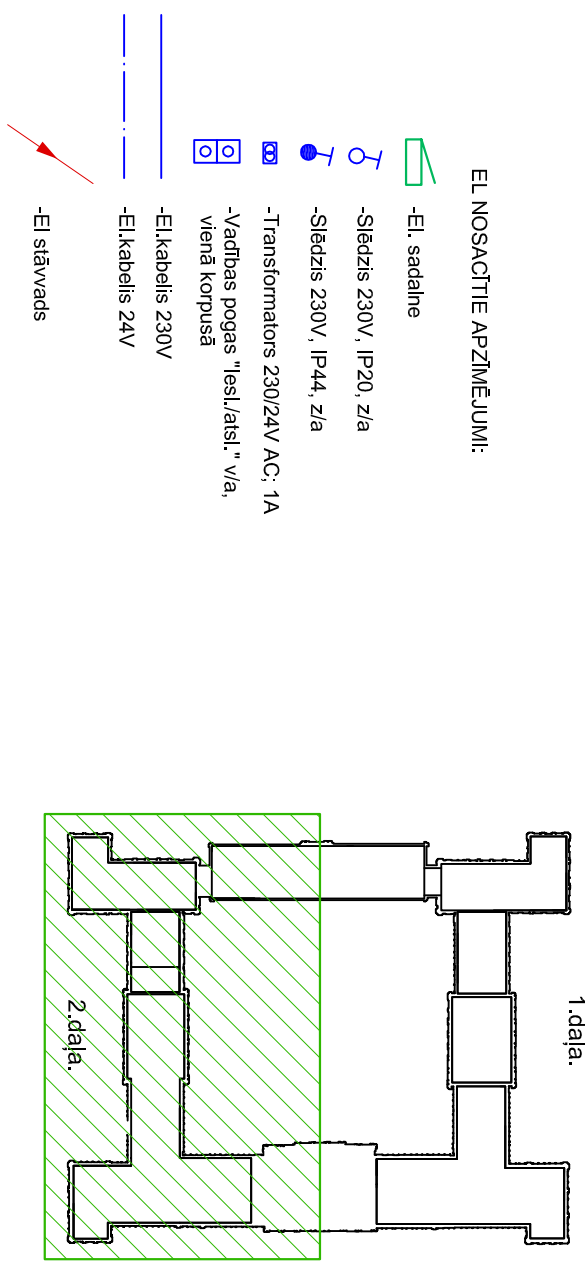 EL NOSACĪTIE APZĪMĒJUMI:
-El. sadalne
-Slēdzis 230V, IP20, z/a
-Slēdzis 230V, IP44, z/a
-Transformators 230/24V AC; 1A
-Vadības pogas "Iesl./atsl." v/a,
vienā korpusā
-El.kabelis 230V
-El.kabelis 24V
-El stāvvads
1.daļa.
2.daļa.